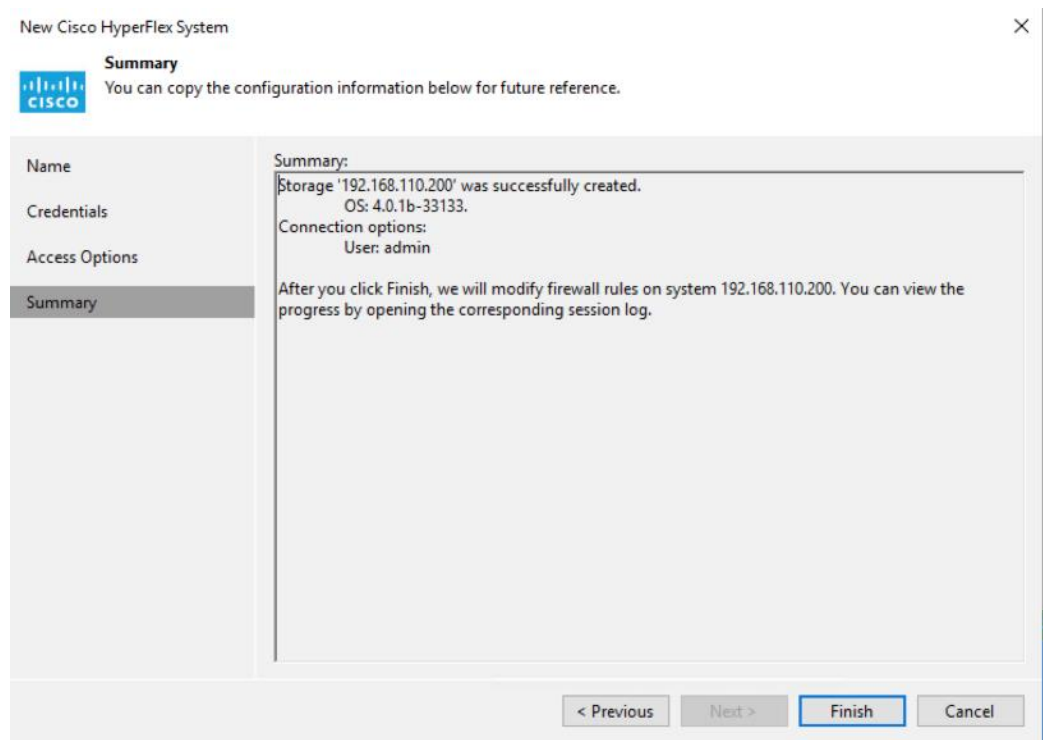 New Cisco HyperFlex System
Summary
You can copy the configuration information below for future reference.
CISCO
Name
Credentials
Access Options
Summary
Summary:
Storage '192.168.110.200' was successfully created.
OS: 4.0.1b-33133.
Connection options:
User: admin
After you click Finish, we will modify firewall rules on system 192.168.110.200. You can view the
progress by opening the corresponding session log.
< Previous
Next >
Finish
Cancel